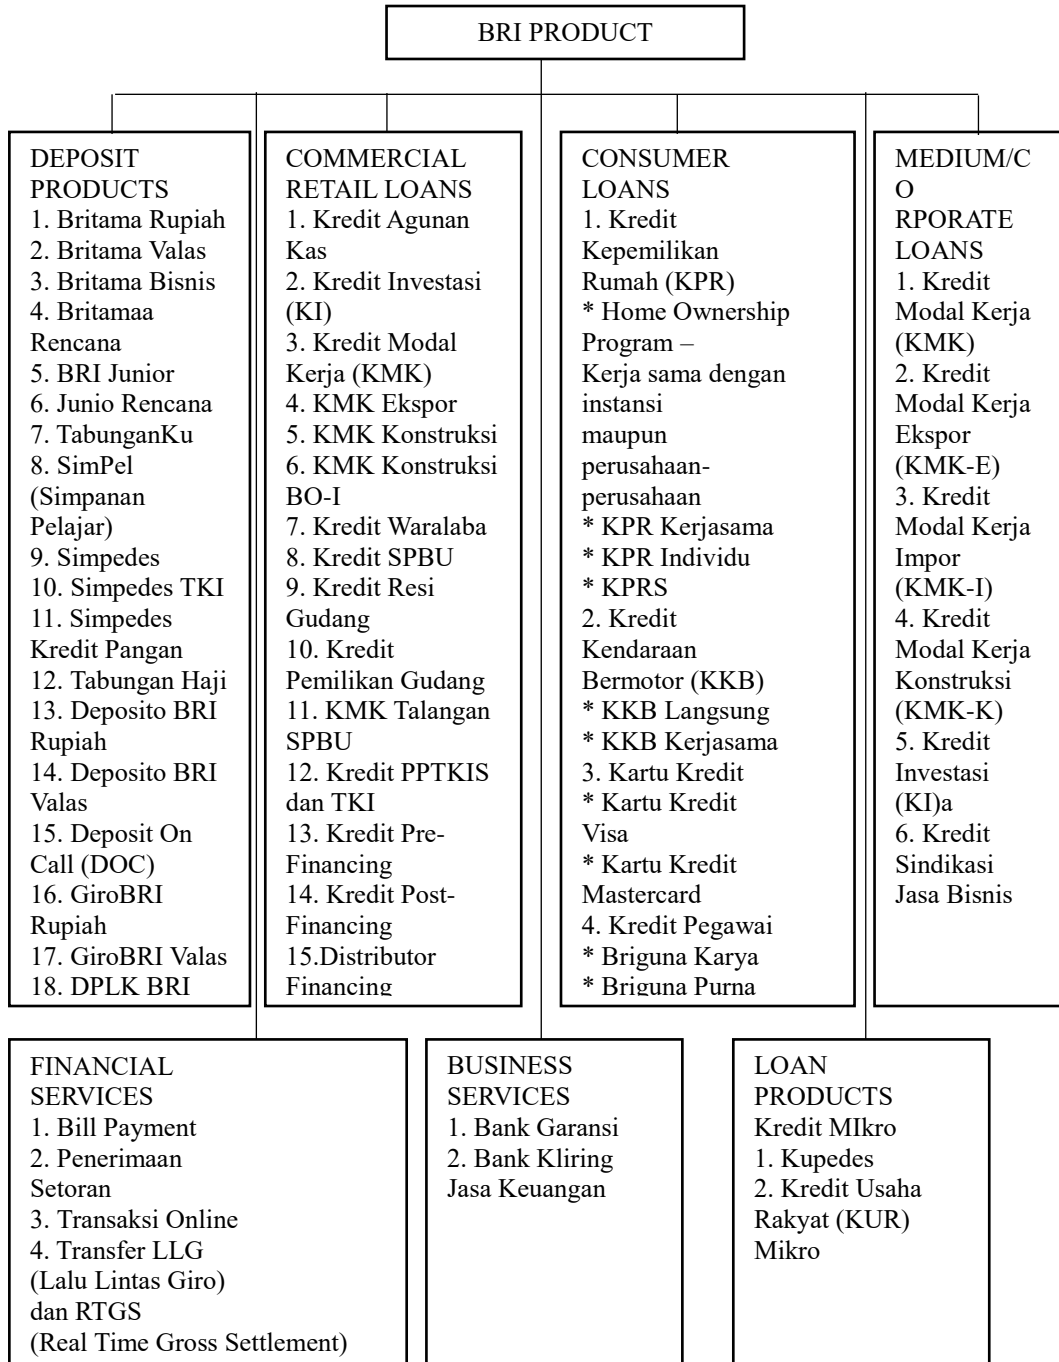 BRI PRODUCT
DEPOSIT
PRODUCTS
1. Britama Rupiah
2. Britama Valas
3. Britama Bisnis
4. Britamaa
Rencana
5. BRI Junior
6. Junio Rencana
7. TabunganKu
8. SimPel
(Simpanan
Pelajar)
9. Simpedes
10. Simpedes TKI
11. Simpedes
Kredit Pangan
12. Tabungan Haji
13. Deposito BRI
Rupiah
14. Deposito BRI
Valas
15. Deposit On
Call (DOC)
16. GiroBRI
Rupiah
17. GiroBRI Valas
18. DPLK BRI
COMMERCIAL
RETAIL LOANS
1. Kredit Agunan
Kas
2. Kredit Investasi
(KI)
3. Kredit Modal
Kerja (KMK)
4. KMK Ekspor
5. KMK Konstruksi
6. KMK Konstruksi
BO-I
7. Kredit Waralaba
8. Kredit SPBU
9. Kredit Resi
Gudang
10. Kredit
Pemilikan Gudang
11. KMK Talangan
SPBU
12. Kredit PPTKIS
dan TKI
13. Kredit Pre-
Financing
14. Kredit Post-
Financing
15.Distributor
Financing
CONSUMER
LOANS
1. Kredit
Kepemilikan
Rumah (KPR)
* Home Ownership
Program –
Kerja sama dengan
instansi
maupun
perusahaan-
perusahaan
* KPR Kerjasama
* KPR Individu
* KPRS
2. Kredit
Kendaraan
Bermotor (KKB)
* KKB Langsung
* KKB Kerjasama
3. Kartu Kredit
* Kartu Kredit
Visa
* Kartu Kredit
Mastercard
4. Kredit Pegawai
* Briguna Karya
* Briguna Purna
MEDIUM/C
O
RPORATE
LOANS
1. Kredit
Modal Kerja
(KMK)
2. Kredit
Modal Kerja
Ekspor
(KMK-E)
3. Kredit
Modal Kerja
Impor
(KMK-I)
4. Kredit
Modal Kerja
Konstruksi
(KMK-K)
5. Kredit
Investasi
(KI)a
6. Kredit
Sindikasi
Jasa Bisnis
FINANCIAL
SERVICES
1. Bill Payment
2. Penerimaan
Setoran
3. Transaksi Online
4. Transfer LLG
(Lalu Lintas Giro)
dan RTGS
(Real Time Gross Settlement)
BUSINESS
SERVICES
1. Bank Garansi
2. Bank Kliring
Jasa Keuangan
LOAN
PRODUCTS
Kredit MIkro
1. Kupedes
2. Kredit Usaha
Rakyat (KUR)
Mikro